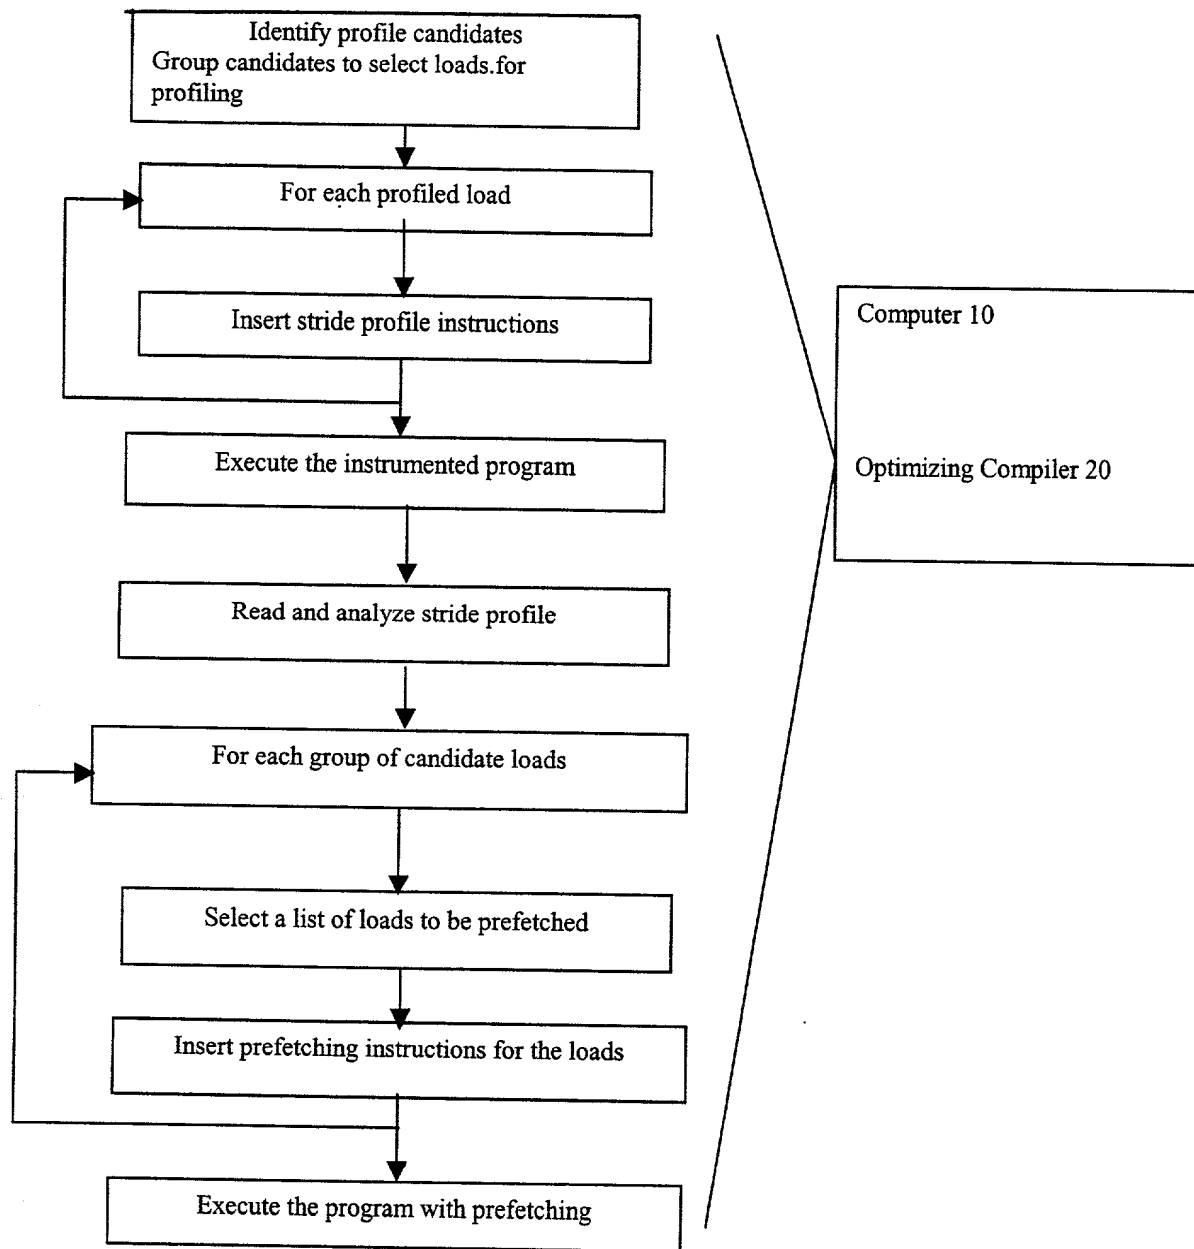 Identify profile candidates
Group candidates to select loads.for
profiling
For each profiled load
Insert stride profile instructions
Execute the instrumented program
Read and analyze stride profile
For each group of candidate loads
Select a list of loads to be prefetched
Insert prefetching instructions for the loads
Execute the program with prefetching
Computer 10
Optimizing Compiler 20